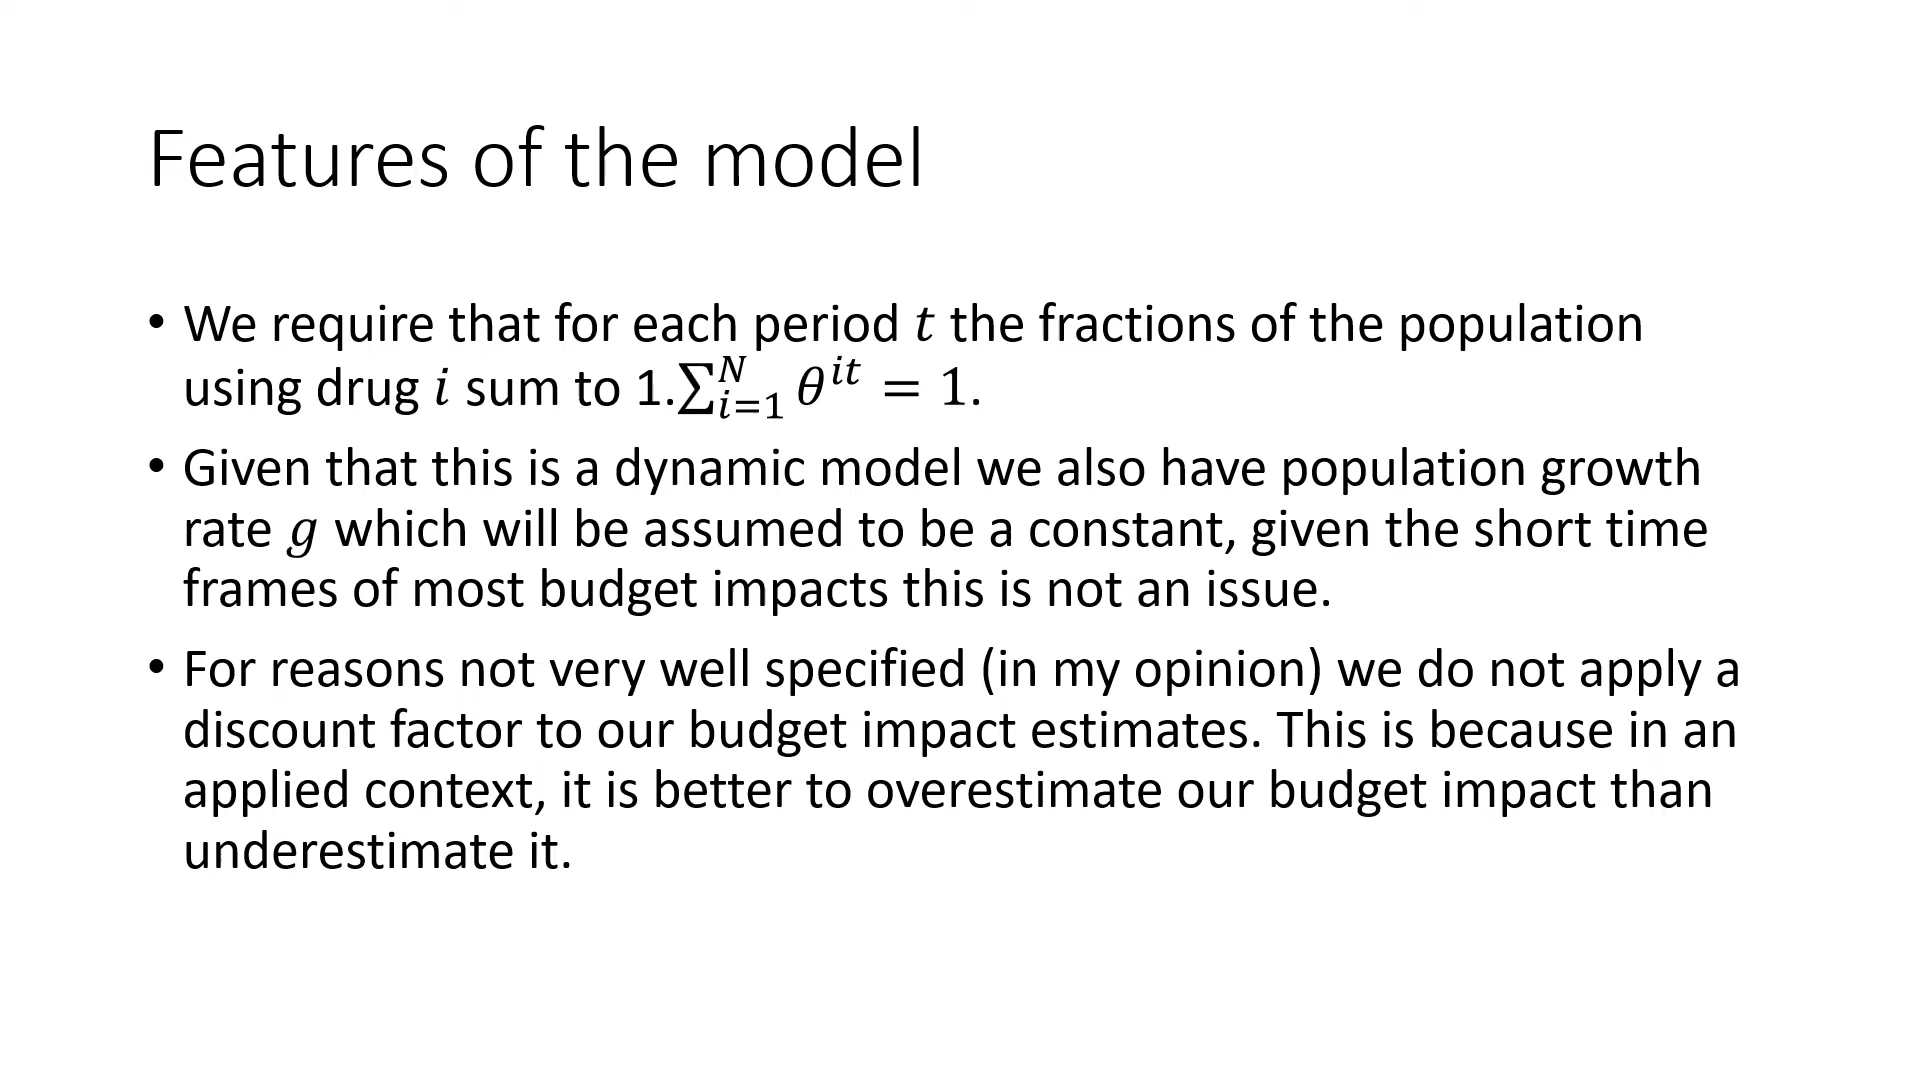 Features of the model
• We require that for each period 𝑡 the fractions of the population
using drug 𝑖 sum to 1.∑_{𝑖=1}^{𝑁} 𝜃^{𝑖𝑡} = 1.
• Given that this is a dynamic model we also have population growth
rate 𝑔 which will be assumed to be a constant, given the short time
frames of most budget impacts this is not an issue.
• For reasons not very well specified (in my opinion) we do not apply a
discount factor to our budget impact estimates. This is because in an
applied context, it is better to overestimate our budget impact than
underestimate it.